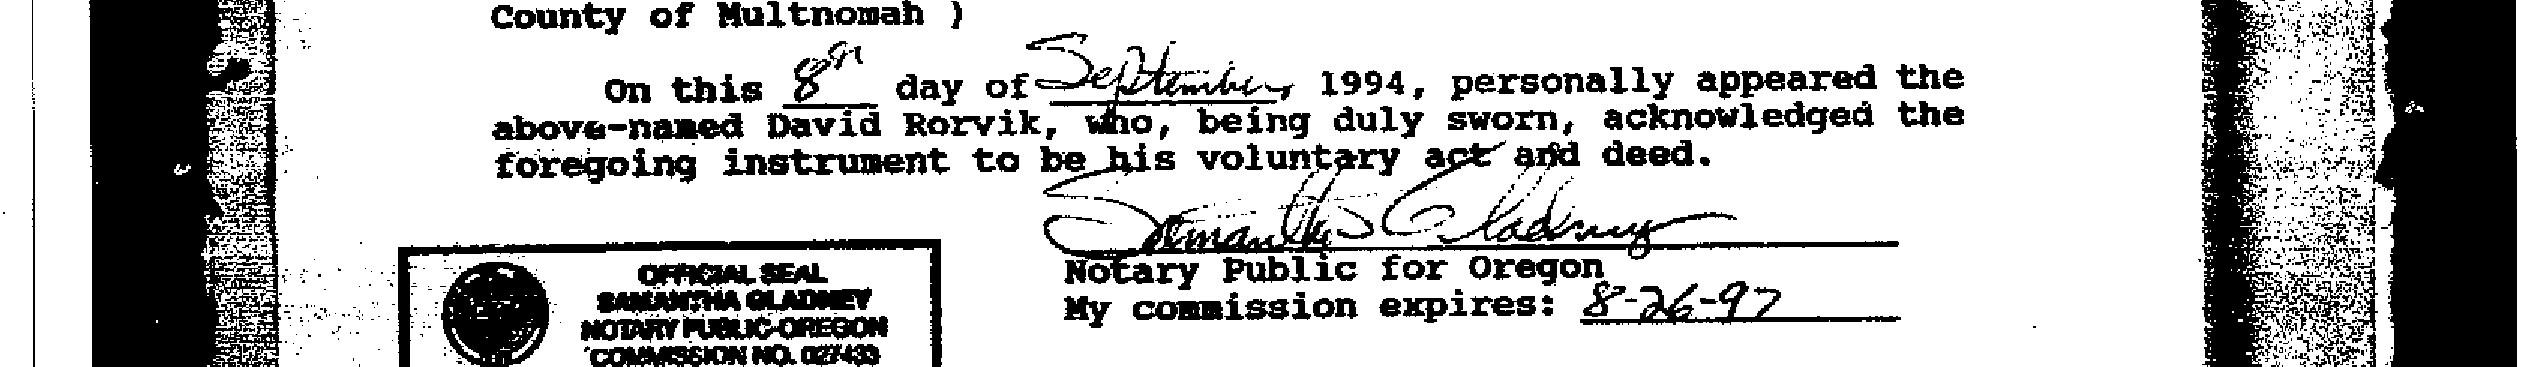 County of Multnomah )
On this 8th day of September, 1994, personally appeared the
above-named David Rorvik, who, being duly sworn, acknowledged the
foregoing instrument to be his voluntary act and deed.
Samantha Gladney
Notary Public for Oregon
My commission expires: 8-26-97
OFFICIAL SEAL
SAMANTHA GLADNEY
NOTARY PUBLIC-OREGON
COMMISSION NO. 027433